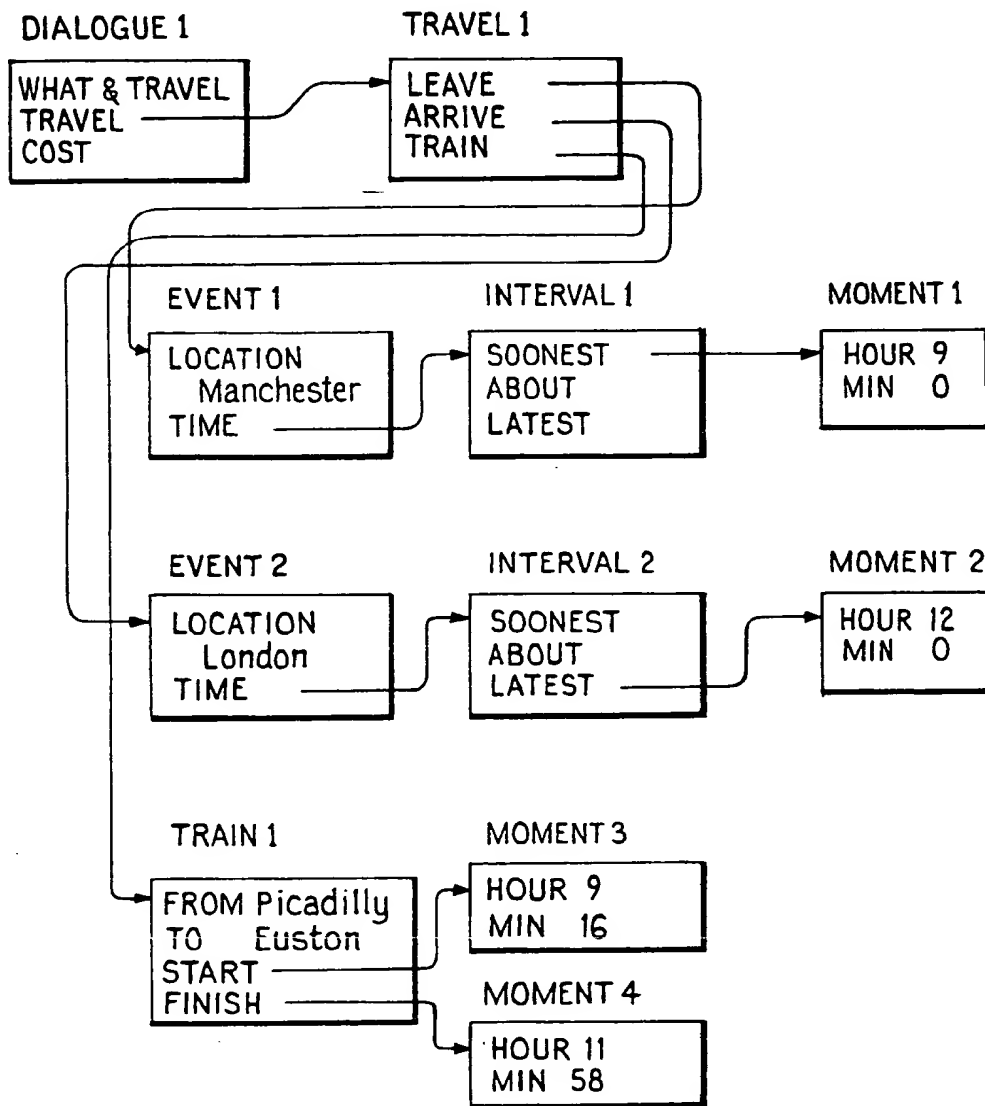 DIALOGUE 1
WHAT & TRAVEL
TRAVEL
COST
TRAVEL 1
LEAVE
ARRIVE
TRAIN
EVENT 1
LOCATION
Manchester
TIME
INTERVAL 1
SOONEST
ABOUT
LATEST
MOMENT 1
HOUR 9
MIN 0
EVENT 2
LOCATION
London
TIME
INTERVAL 2
SOONEST
ABOUT
LATEST
MOMENT 2
HOUR 12
MIN 0
TRAIN 1
FROM Picadilly
TO Euston
START
FINISH
MOMENT 3
HOUR 9
MIN 16
MOMENT 4
HOUR 11
MIN 58